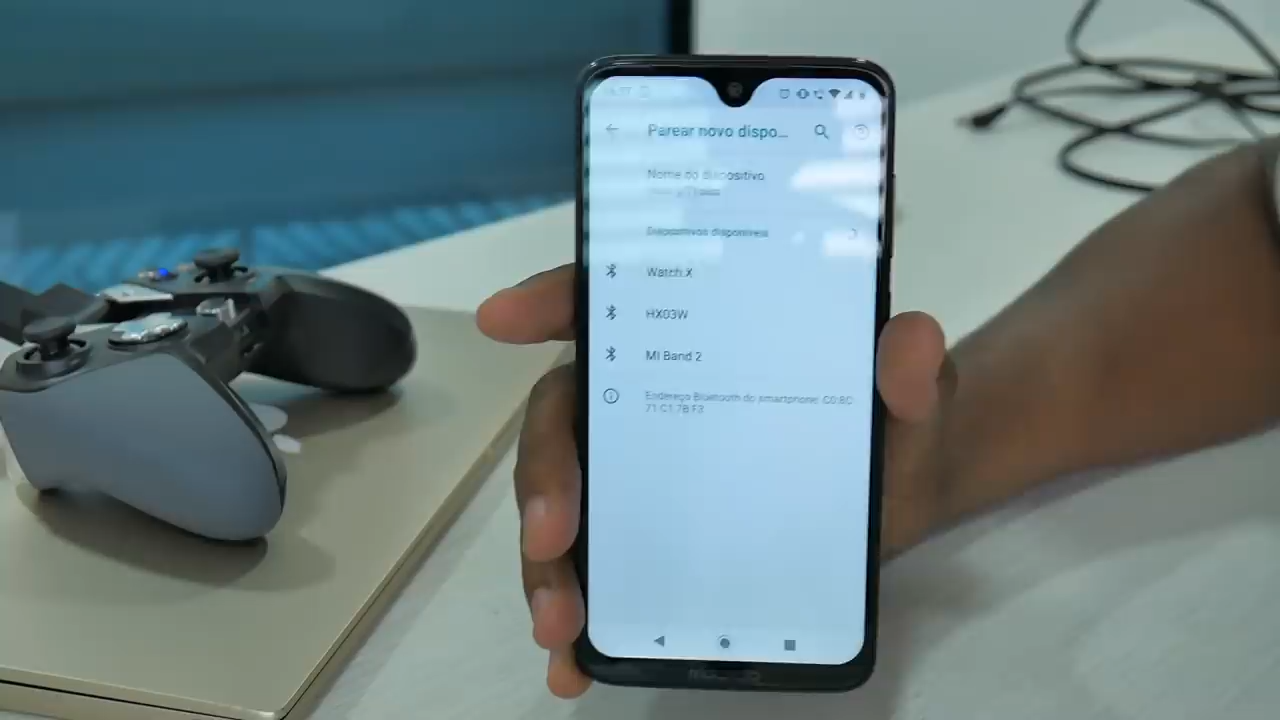 Parear novo dispo...
Nome do dispositivo
Dispositivos disponíveis
Watch X
HX03W
MI Band 2
Endereço Bluetooth do smartphone: C0:8C:
71:C1:7B:F3